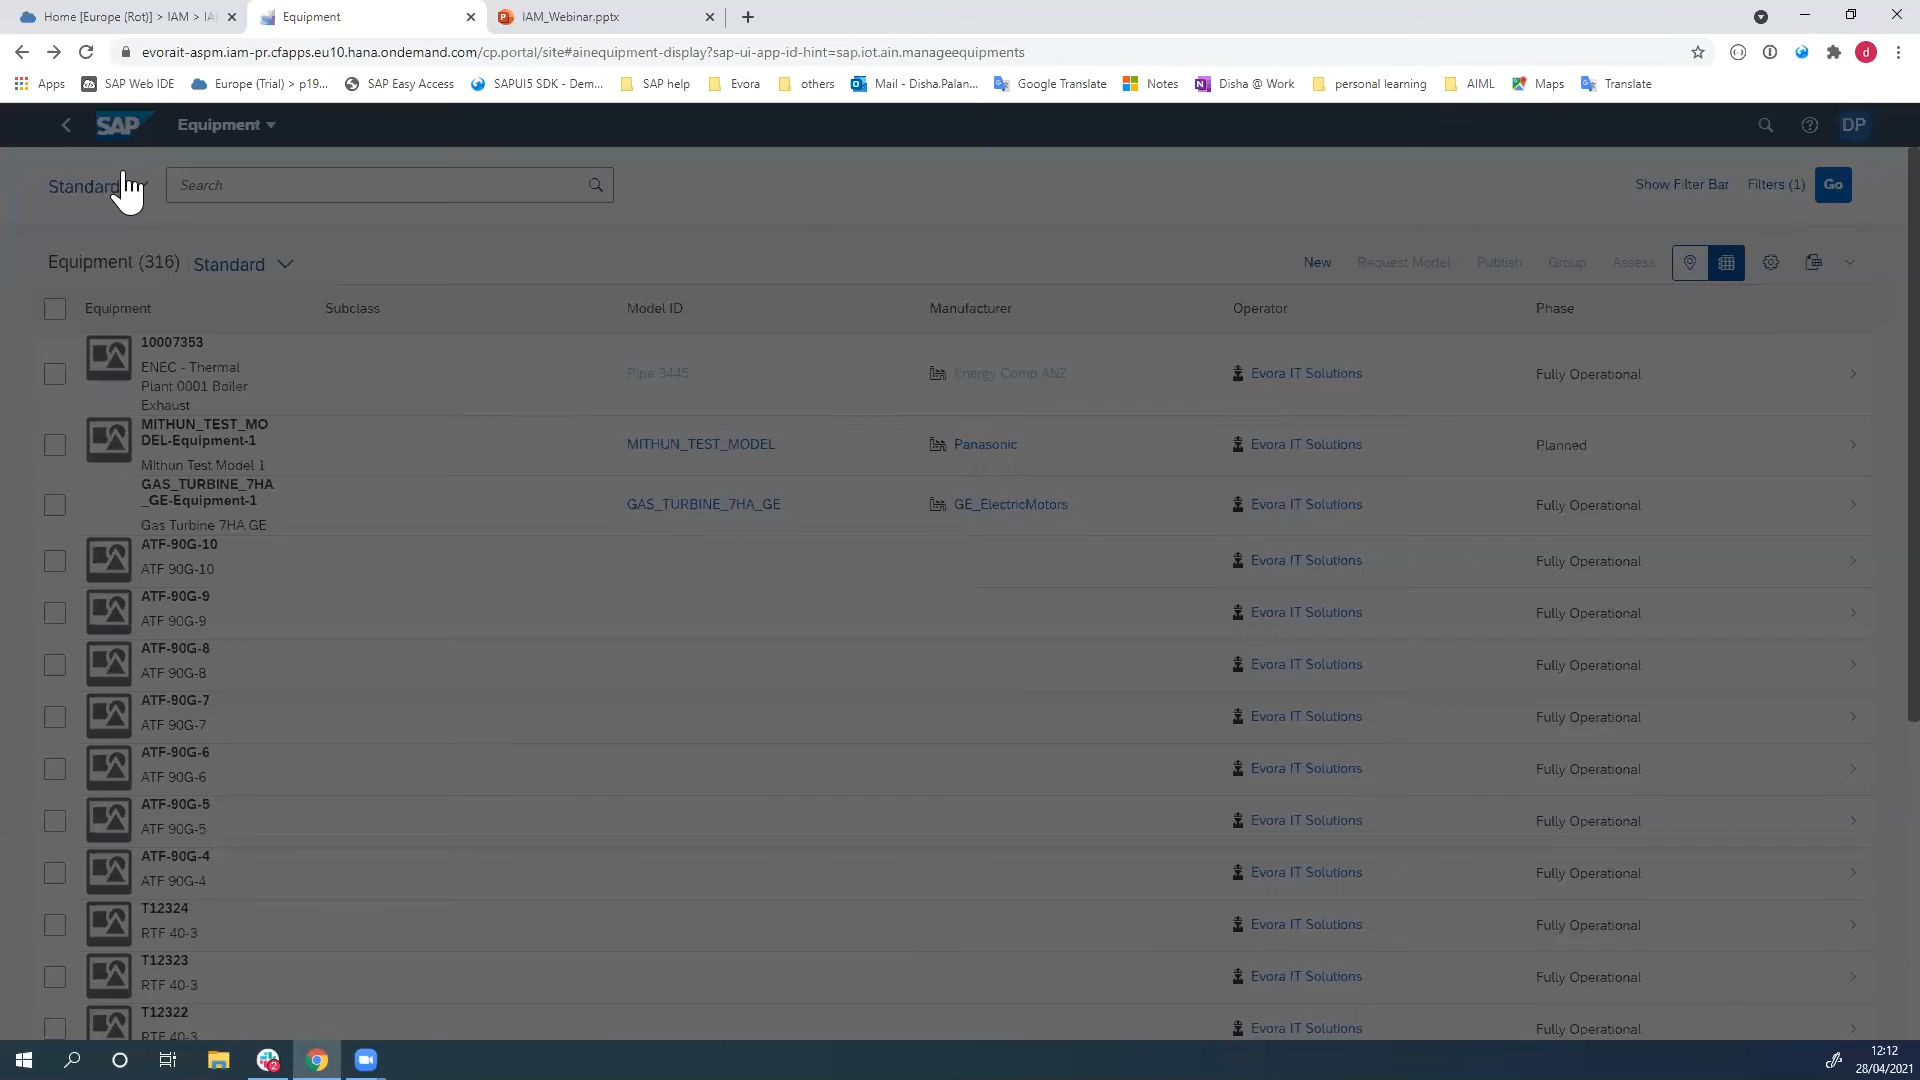 Home [Europe (Rot)] > IAM > IA
Equipment
IAM_Webinar.pptx
evorait-aspm.iam-pr.cfapps.eu10.hana.ondemand.com/cp.portal/site#ainequipment-display?sap-ui-app-id-hint=sap.iot.ain.manageequipments
d
Apps
SAP Web IDE
Europe (Trial) > p19...
SAP Easy Access
SAPUI5 SDK - Dem...
SAP help
Evora
others
Mail - Disha.Palan...
Google Translate
Notes
Disha @ Work
personal learning
AIML
Maps
Translate
SAP
Equipment
DP
Standard
Search
Show Filter Bar
Filters (1)
Go
Equipment (316)
Standard
New
Request Model
Publish
Group
Assess
Equipment
Subclass
Model ID
Manufacturer
Operator
Phase
10007353
ENEC - Thermal
Plant 0001 Boiler
Exhaust
Pipe 3445
Energy Comp ANZ
Evora IT Solutions
Fully Operational
MITHUN_TEST_MO
DEL-Equipment-1
Mithun Test Model 1
MITHUN_TEST_MODEL
Panasonic
Evora IT Solutions
Planned
GAS_TURBINE_7HA
_GE-Equipment-1
Gas Turbine 7HA GE
GAS_TURBINE_7HA_GE
GE_ElectricMotors
Evora IT Solutions
Fully Operational
ATF-90G-10
ATF 90G-10
Evora IT Solutions
Fully Operational
ATF-90G-9
ATF 90G-9
Evora IT Solutions
Fully Operational
ATF-90G-8
ATF 90G-8
Evora IT Solutions
Fully Operational
ATF-90G-7
ATF 90G-7
Evora IT Solutions
Fully Operational
ATF-90G-6
ATF 90G-6
Evora IT Solutions
Fully Operational
ATF-90G-5
ATF 90G-5
Evora IT Solutions
Fully Operational
ATF-90G-4
ATF 90G-4
Evora IT Solutions
Fully Operational
T12324
RTF 40-3
Evora IT Solutions
Fully Operational
T12323
RTF 40-3
Evora IT Solutions
Fully Operational
T12322
RTF 40-3
Evora IT Solutions
Fully Operational
2
12:12
28/04/2021